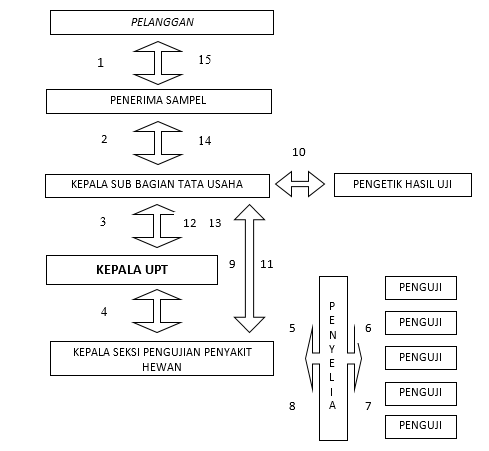 PELANGGAN
1
15
PENERIMA SAMPEL
2
14
10
KEPALA SUB BAGIAN TATA USAHA
PENGETIK HASIL UJI
3
12
13
KEPALA UPT
9
11
4
KEPALA SEKSI PENGUJIAN PENYAKIT
HEWAN
5
8
P
E
N
Y
E
L
I
A
6
7
PENGUJI
PENGUJI
PENGUJI
PENGUJI
PENGUJI